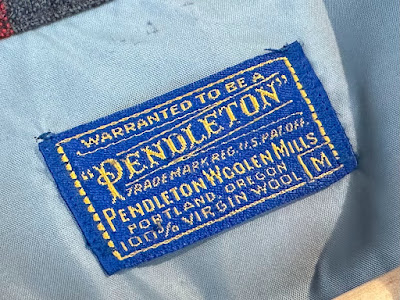 WARRANTED TO BE A
"PENDLETON"
TRADEMARK REG. U.S. PAT. OFF.
PENDLETON WOOLEN MILLS
PORTLAND, OREGON
100% VIRGIN WOOL M